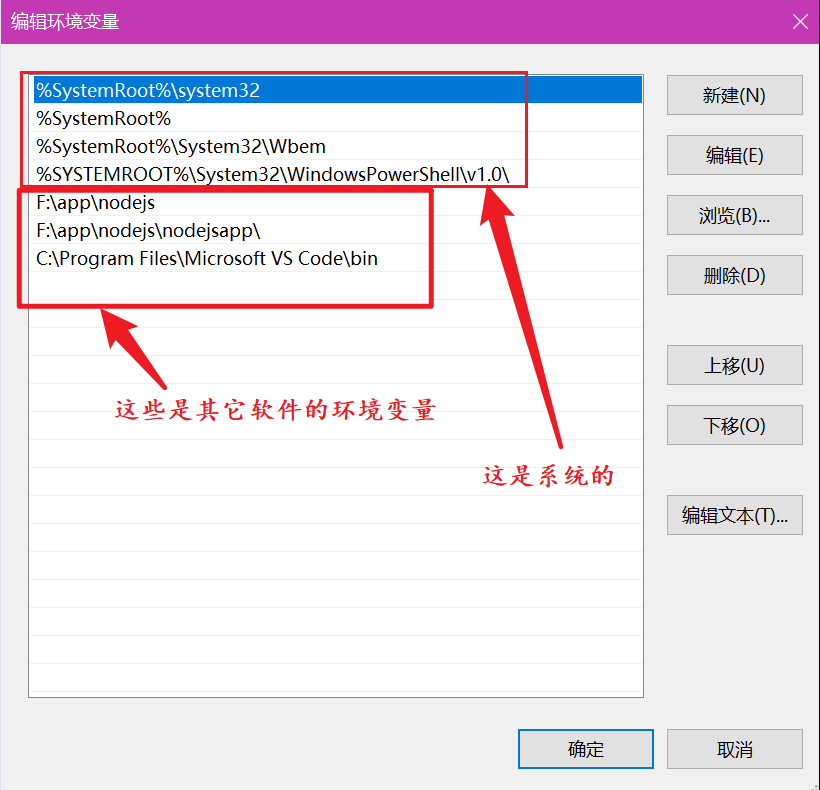 编辑环境变量
%SystemRoot%\system32
%SystemRoot%
%SystemRoot%\System32\Wbem
%SYSTEMROOT%\System32\WindowsPowerShell\v1.0\
F:\app\nodejs
F:\app\nodejs\nodejsapp\
C:\Program Files\Microsoft VS Code\bin
这些是其它软件的环境变量
这是系统的
新建(N)
编辑(E)
浏览(B)...
删除(D)
上移(U)
下移(O)
编辑文本(T)...
确定
取消